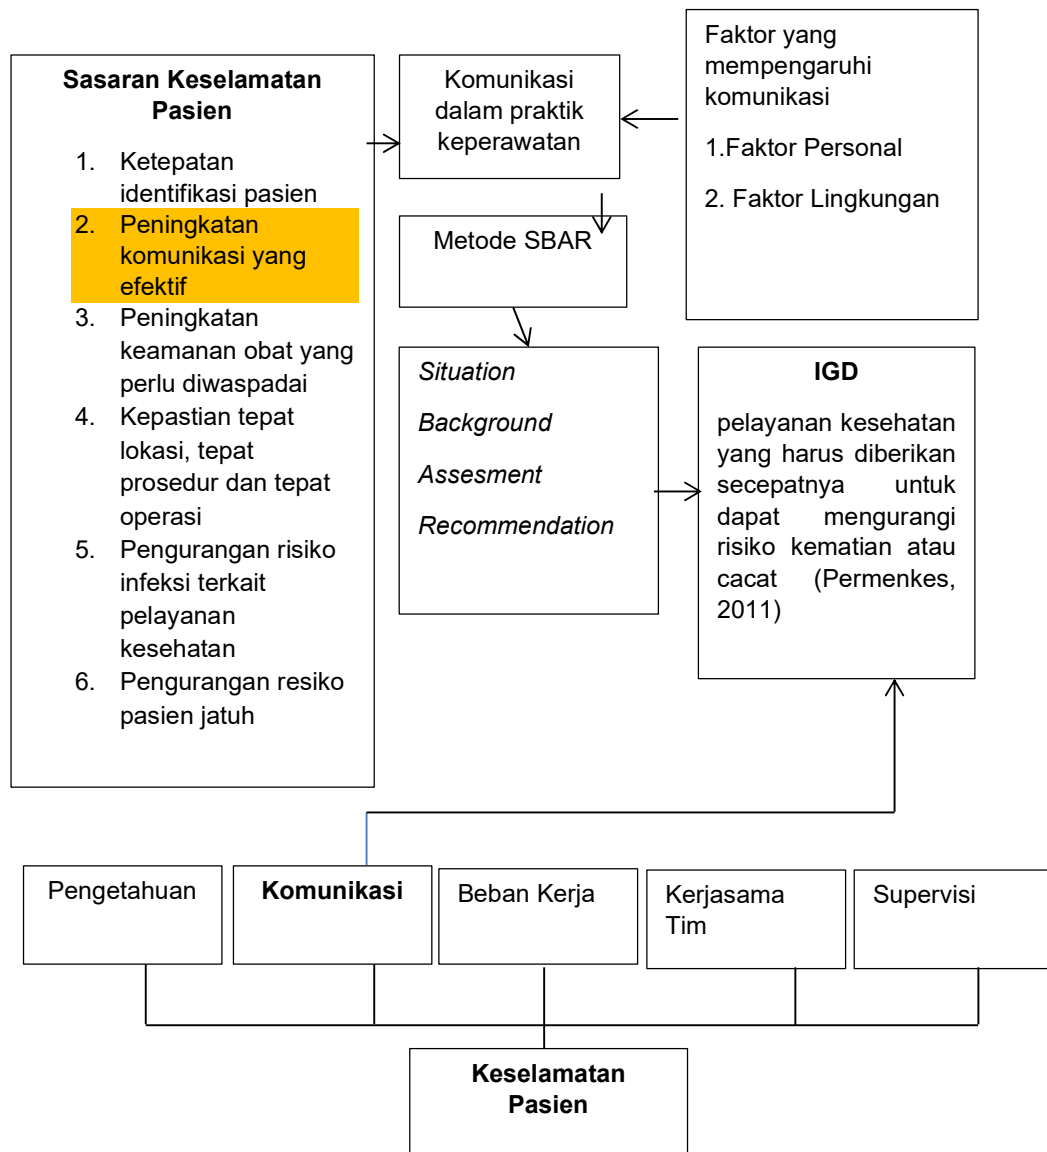 Sasaran Keselamatan
Pasien
1. Ketepatan
identifikasi pasien
2. Peningkatan
komunikasi yang
efektif
3. Peningkatan
keamanan obat yang
perlu diwaspadai
4. Kepastian tepat
lokasi, tepat
prosedur dan tepat
operasi
5. Pengurangan risiko
infeksi terkait
pelayanan
kesehatan
6. Pengurangan resiko
pasien jatuh
Komunikasi
dalam praktik
keperawatan
Faktor yang
mempengaruhi
komunikasi
1.Faktor Personal
2. Faktor Lingkungan
Metode SBAR
Situation
Background
Assesment
Recommendation
IGD
pelayanan kesehatan
yang harus diberikan
secepatnya untuk
dapat mengurangi
risiko kematian atau
cacat (Permenkes,
2011)
Pengetahuan
Komunikasi
Beban Kerja
Kerjasama
Tim
Supervisi
Keselamatan
Pasien